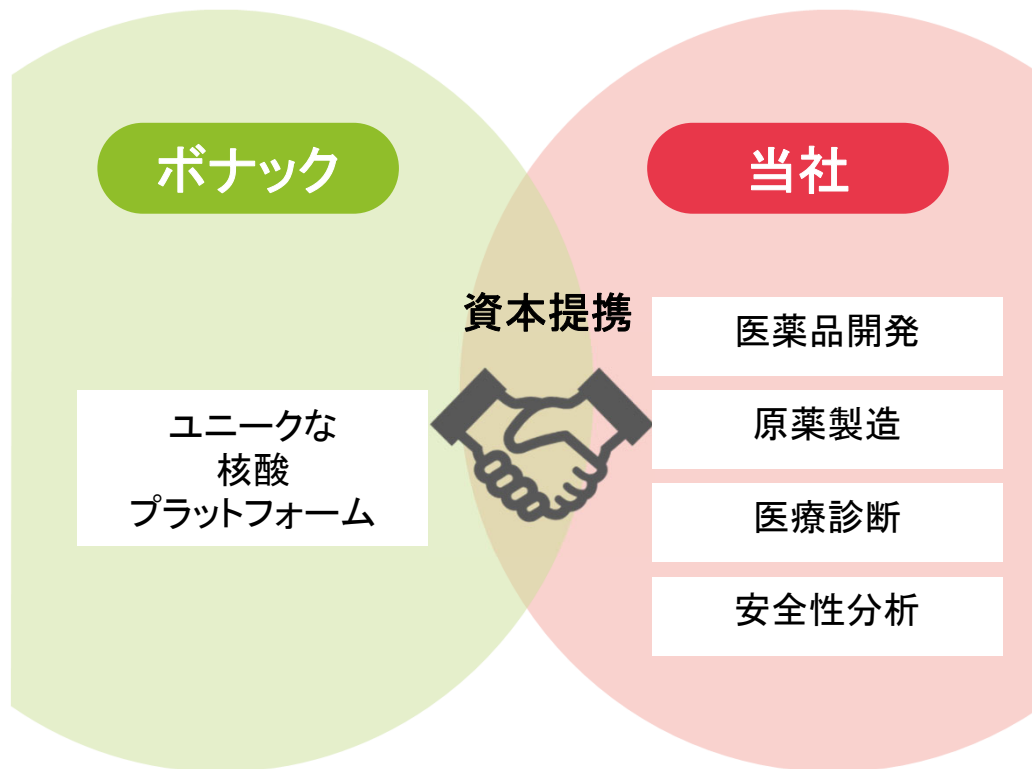 ボナック
当社
資本提携
ユニークな
核酸
プラットフォーム
医薬品開発
原薬製造
医療診断
安全性分析